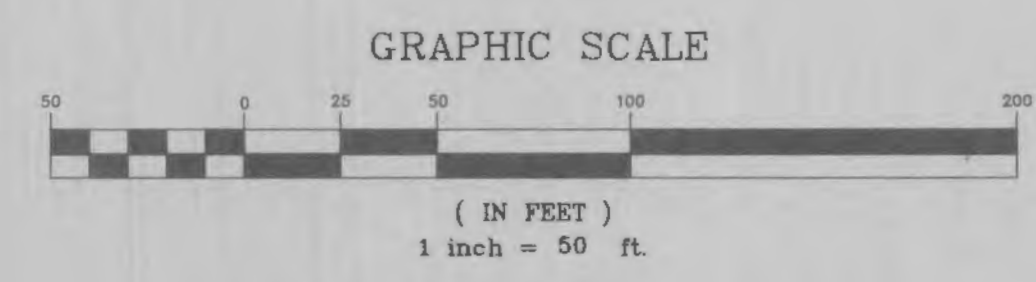 GRAPHIC SCALE
50 0 25 50 100 200
( IN FEET )
1 inch = 50 ft.